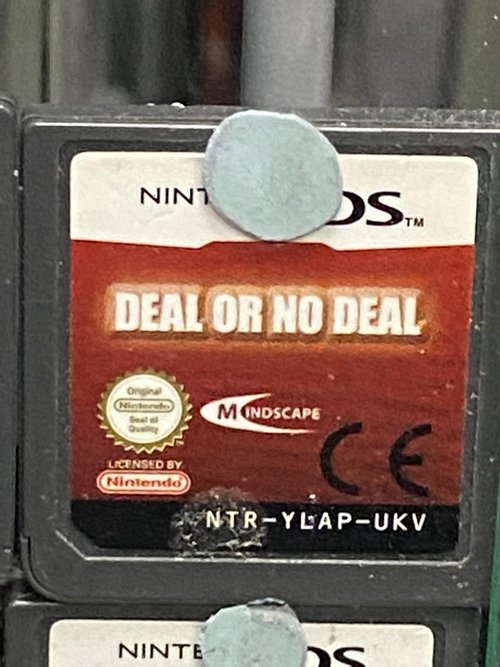 NINT DS TM
DEAL OR NO DEAL
Original
Nintendo
Seal of
Quality
MINDSCAPE
LICENSED BY
Nintendo
CE
NTR-YLAP-UKV
NINTE DS